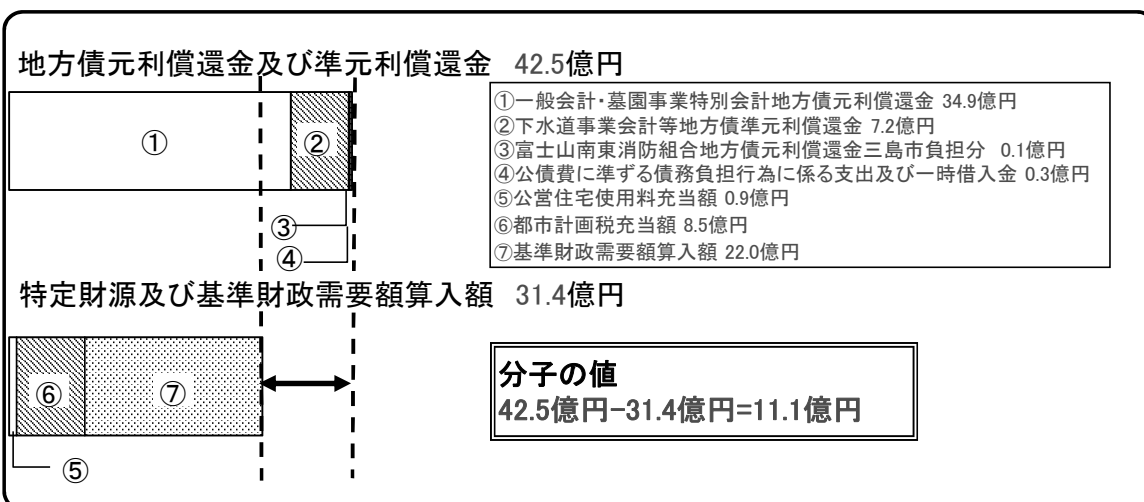 地方債元利償還金及び準元利償還金 42.5億円
①
②
③
④
①一般会計・墓園事業特別会計地方債元利償還金 34.9億円
②下水道事業会計等地方債準元利償還金 7.2億円
③富士山南東消防組合地方債元利償還金三島市負担分 0.1億円
④公債費に準ずる債務負担行為に係る支出及び一時借入金 0.3億円
⑤公営住宅使用料充当額 0.9億円
⑥都市計画税充当額 8.5億円
⑦基準財政需要額算入額 22.0億円
特定財源及び基準財政需要額算入額 31.4億円
⑥
⑦
⑤
分子の値
42.5億円-31.4億円=11.1億円